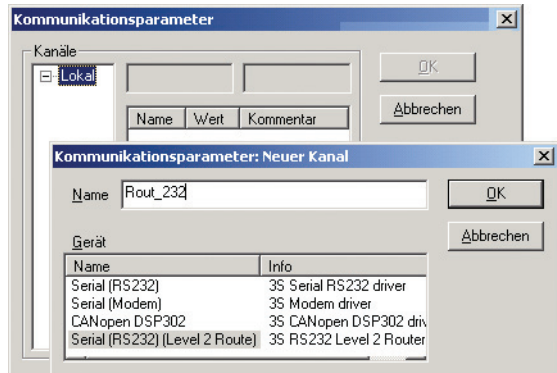 Kommunikationsparameter
Kanäle
Lokal
OK
Abbrechen
Name Wert Kommentar
Kommunikationsparameter: Neuer Kanal
Name Rout_232
OK
Abbrechen
Gerät
Name Info
Serial (RS232) 3S Serial RS232 driver
Serial (Modem) 3S Modem driver
CANopen DSP302 3S CANopen DSP302 driv
Serial (RS232) (Level 2 Route) 3S RS232 Level 2 Router